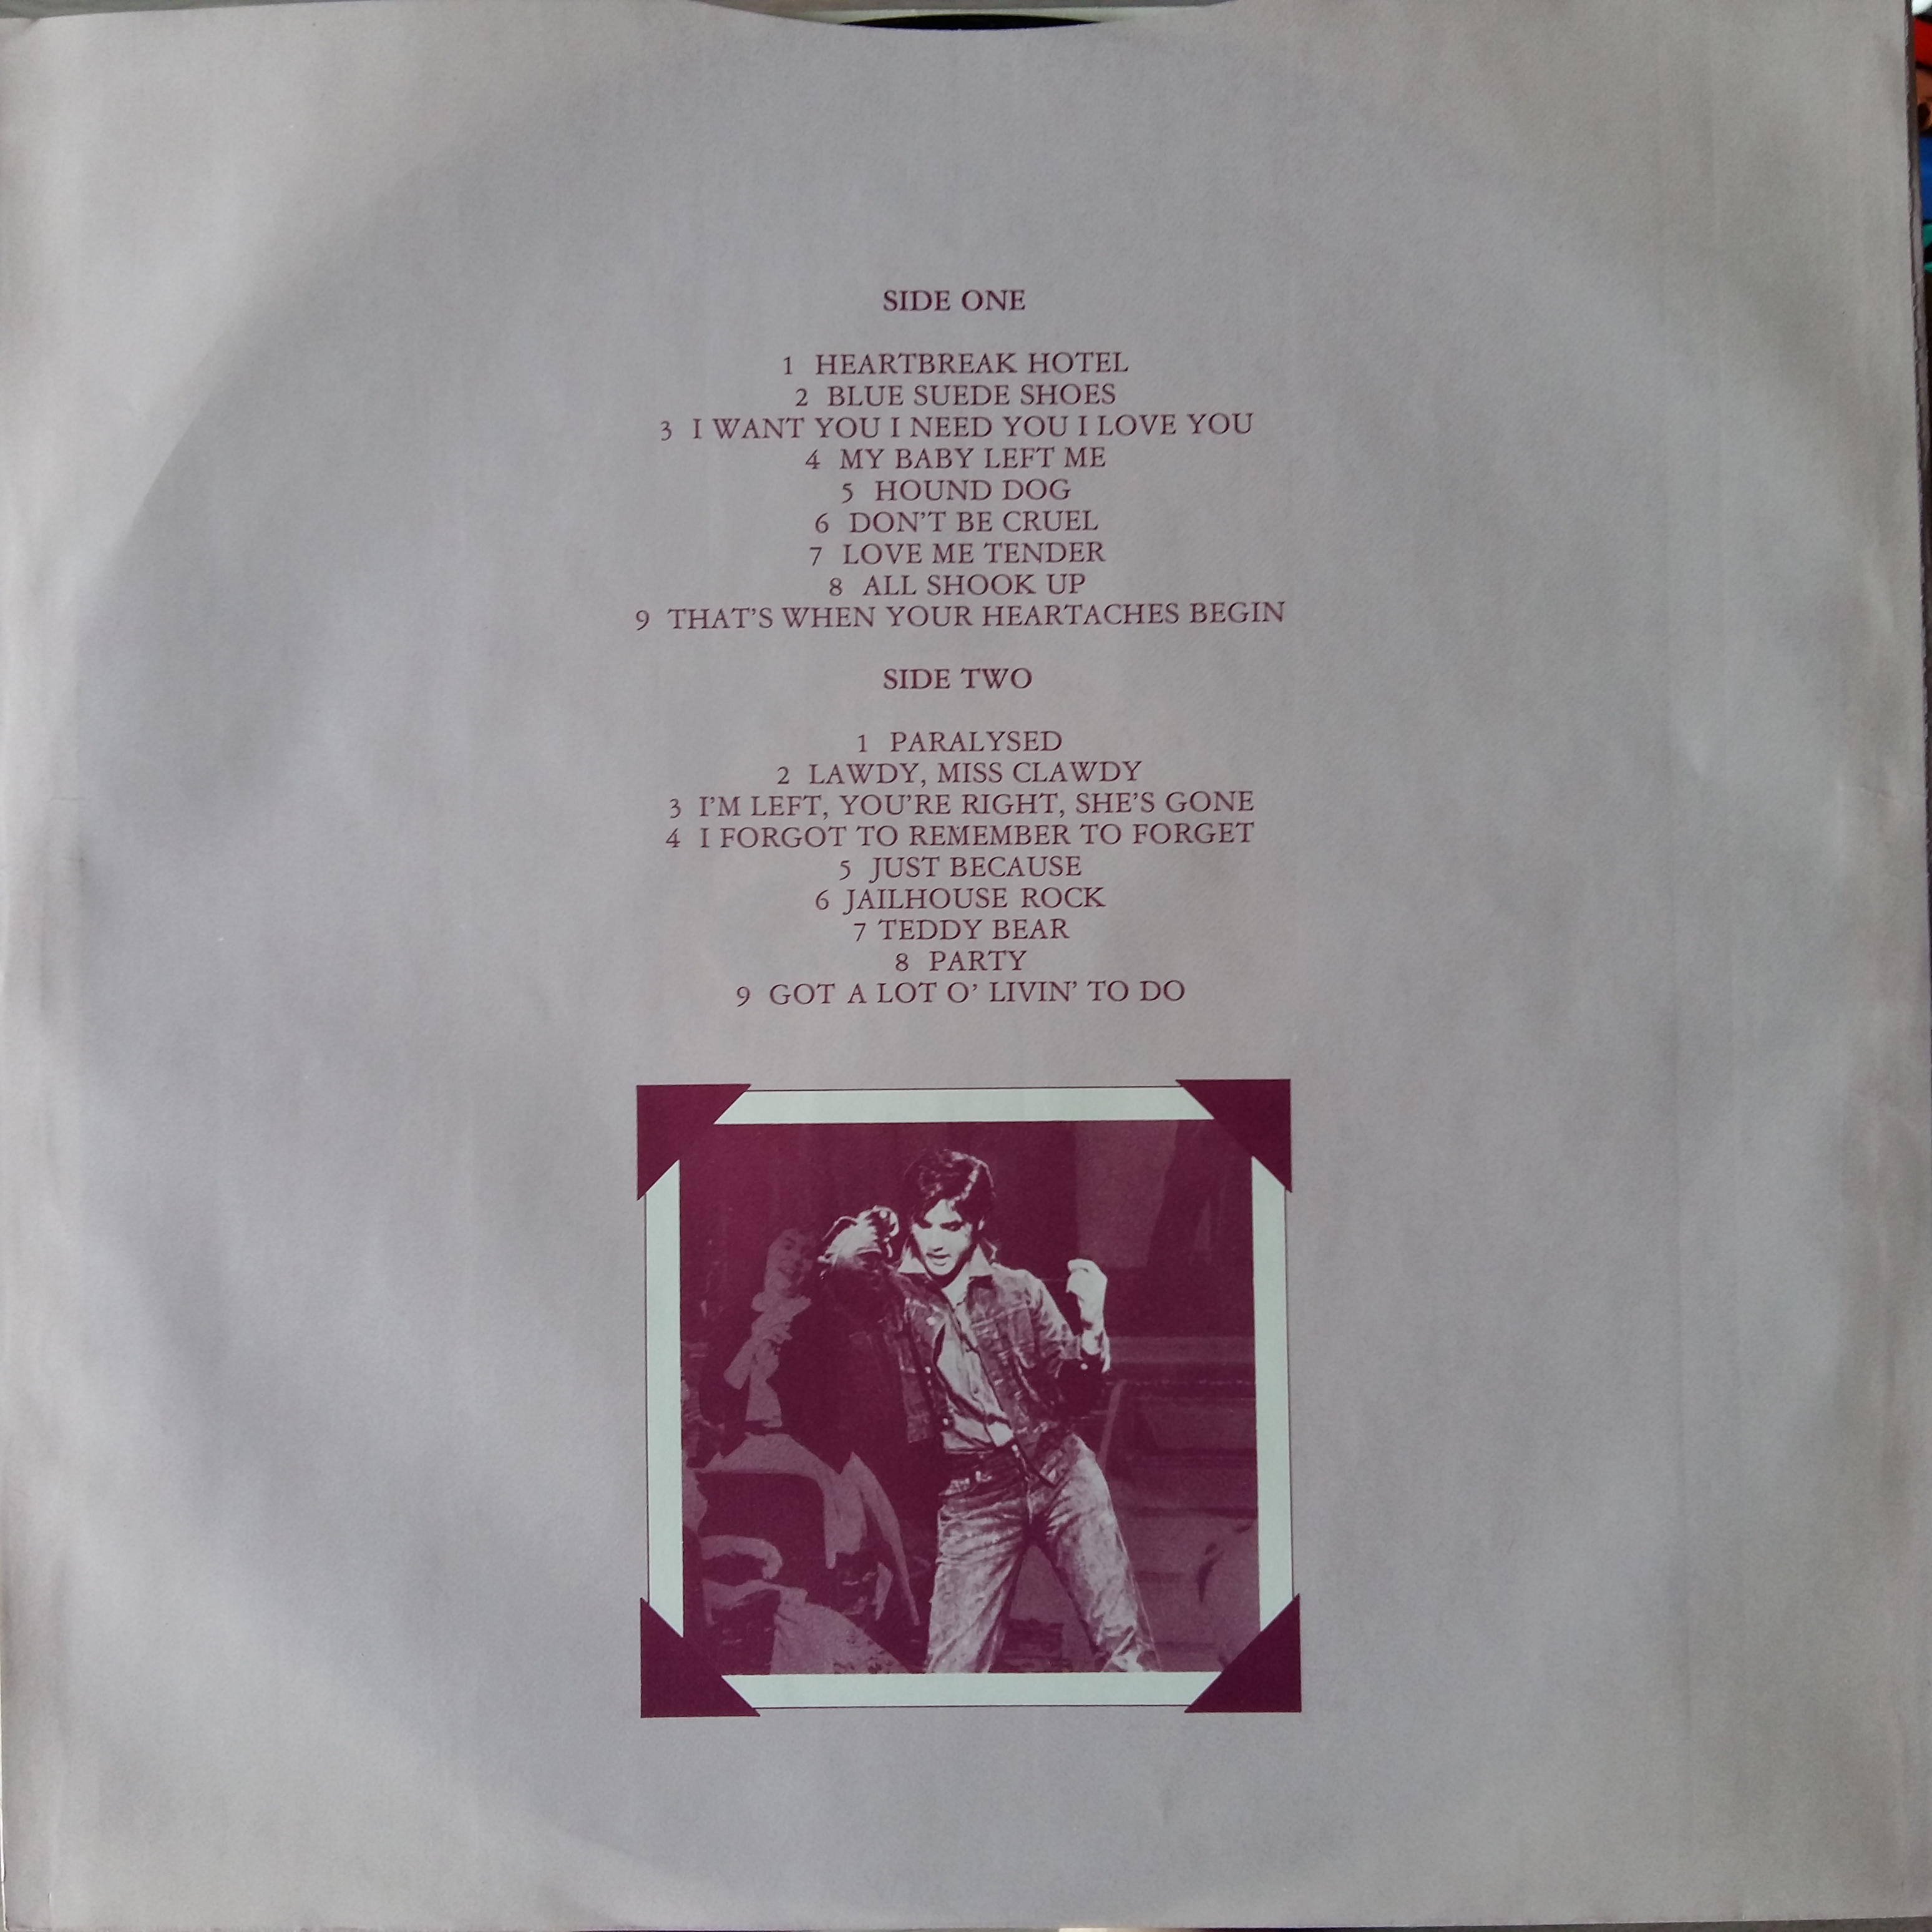 SIDE ONE
1 HEARTBREAK HOTEL
2 BLUE SUEDE SHOES
3 I WANT YOU I NEED YOU I LOVE YOU
4 MY BABY LEFT ME
5 HOUND DOG
6 DON'T BE CRUEL
7 LOVE ME TENDER
8 ALL SHOOK UP
9 THAT'S WHEN YOUR HEARTACHES BEGIN
SIDE TWO
1 PARALYSED
2 LAWDY, MISS CLAWDY
3 I'M LEFT, YOU'RE RIGHT, SHE'S GONE
4 I FORGOT TO REMEMBER TO FORGET
5 JUST BECAUSE
6 JAILHOUSE ROCK
7 TEDDY BEAR
8 PARTY
9 GOT A LOT O' LIVIN' TO DO